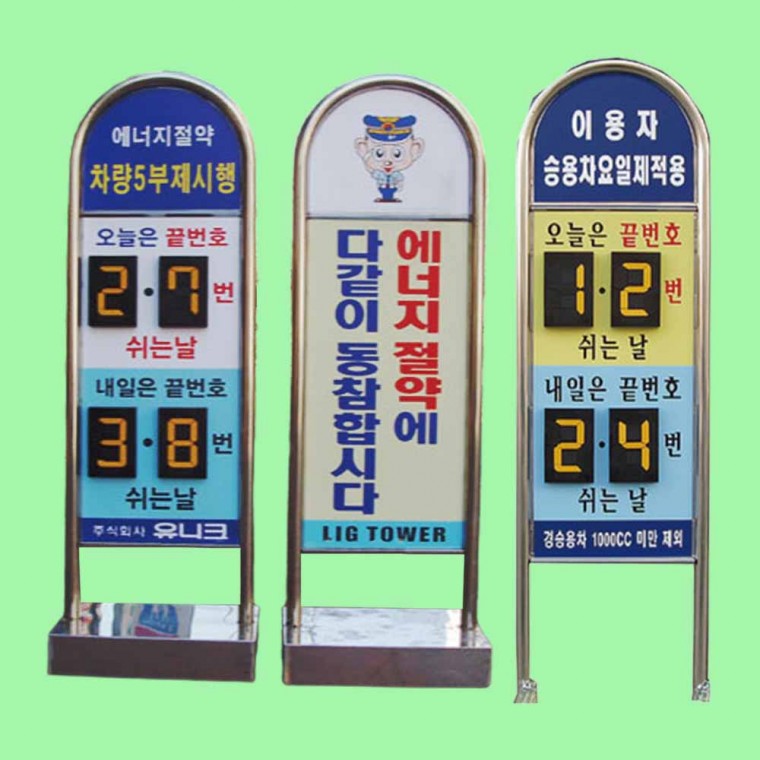 에너지절약
차량5부제시행
오늘은 끝번호
2·7번
쉬는날
내일은 끝번호
3·8번
쉬는날
주식회사 유니크
에너지 절약에
다같이 동참합시다
LIG TOWER
이용자
승용차요일제적용
오늘은 끝번호
1·2번
쉬는 날
내일은 끝번호
2·4번
쉬는 날
경승용차 1000CC 미만 제외